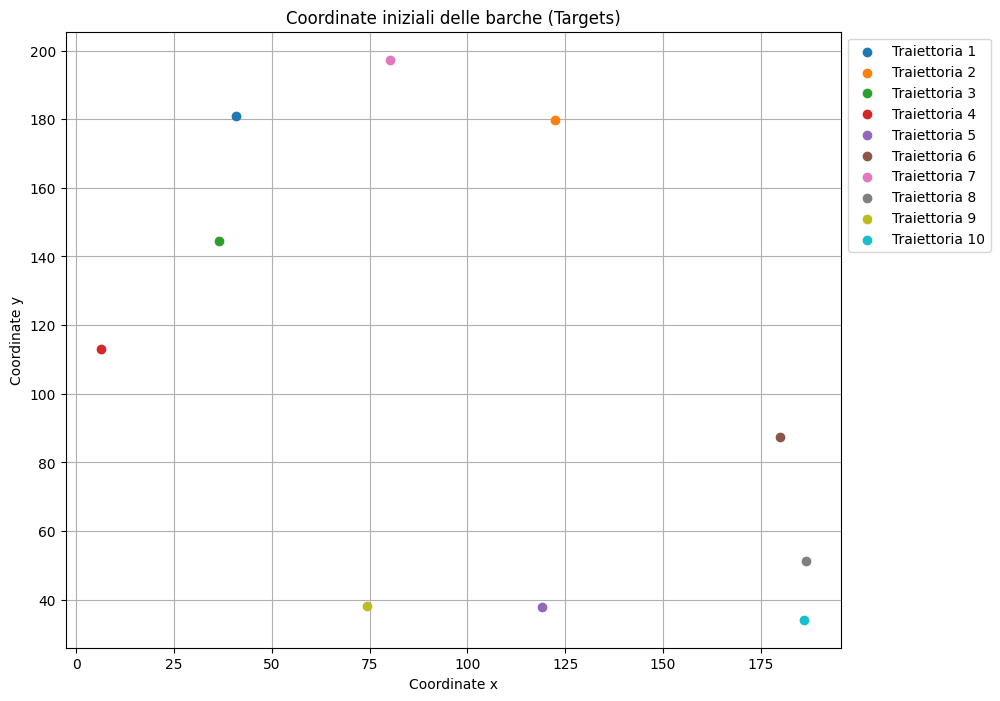 Coordinate iniziali delle barche (Targets)
Traiettoria 1
Traiettoria 2
Traiettoria 3
Traiettoria 4
Traiettoria 5
Traiettoria 6
Traiettoria 7
Traiettoria 8
Traiettoria 9
Traiettoria 10
Coordinate y
200
180
160
140
120
100
80
60
40
0
25
50
75
100
125
150
175
Coordinate x